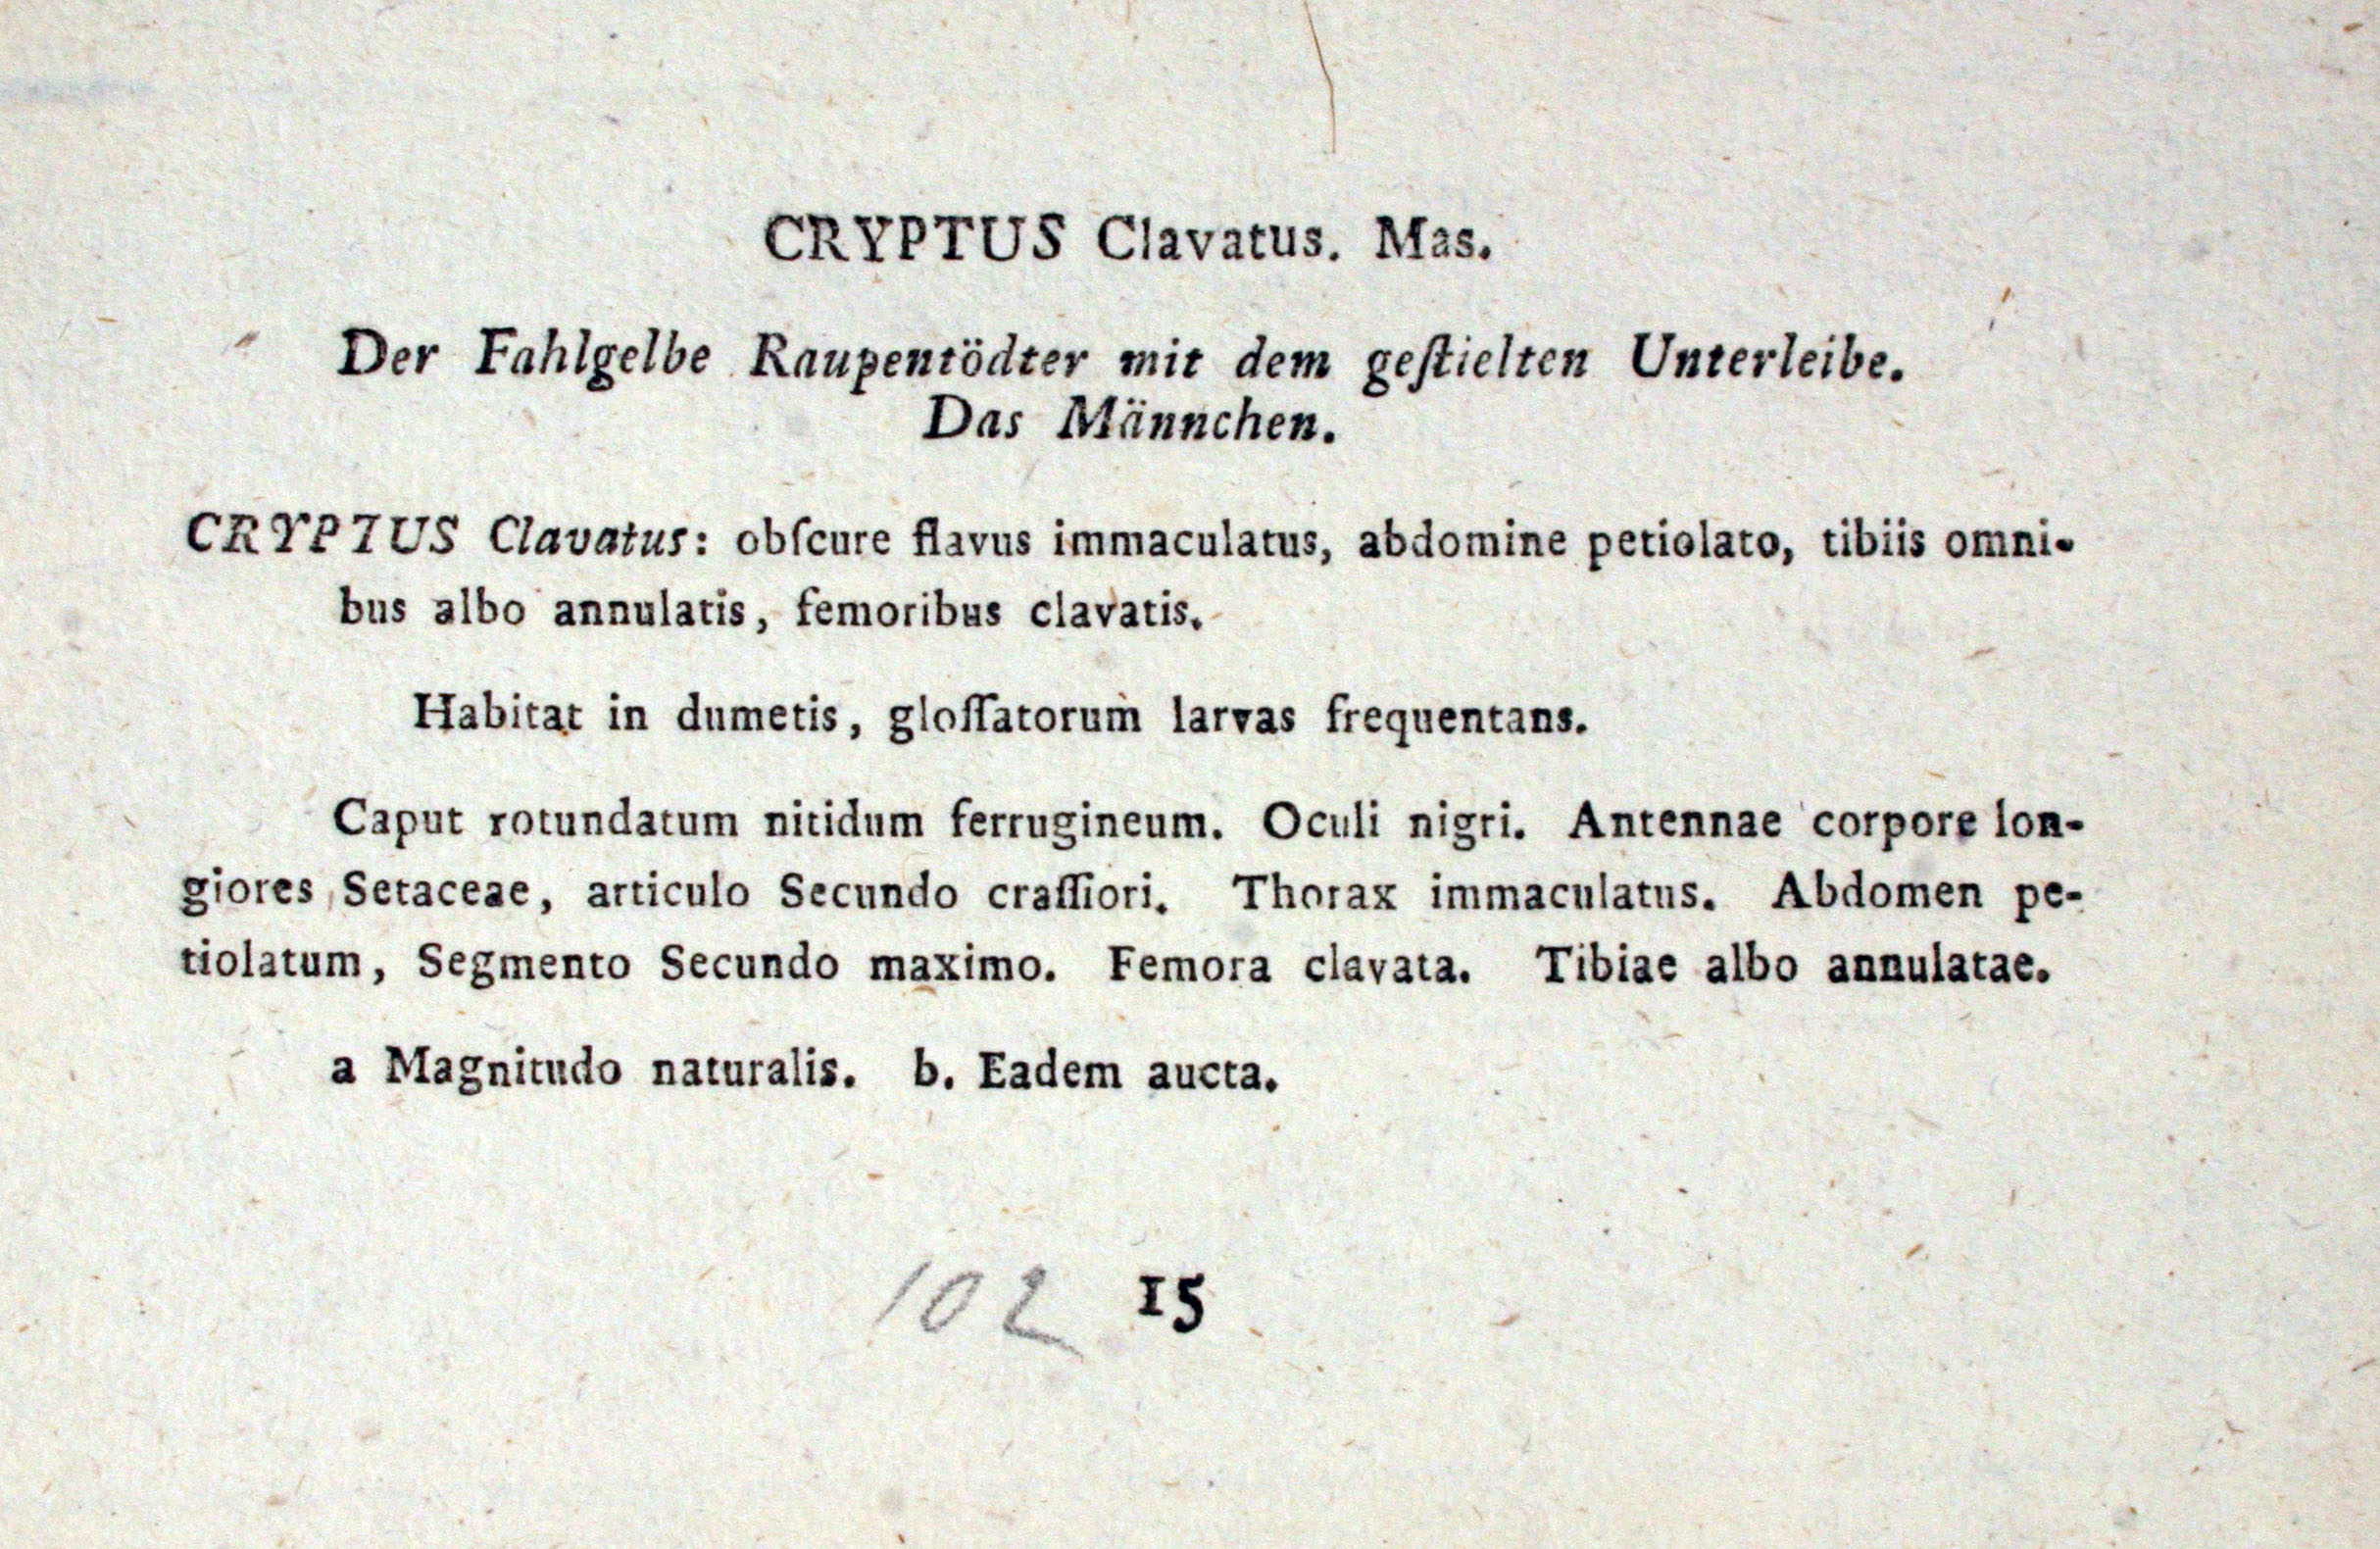 CRYPTUS Clavatus. Mas.
Der Fahlgelbe Raupentödter mit dem geſtielten Unterleibe.
Das Männchen.
CRYPTUS Clavatus: obſcure flavus immaculatus, abdomine petiolato, tibiis omni-
bus albo annulatis, femoribus clavatis.
Habitat in dumetis, gloſſatorum larvas frequentans.
Caput rotundatum nitidum ferrugineum. Oculi nigri. Antennae corpore lon-
giores Setaceae, articulo Secundo craſſiori. Thorax immaculatus. Abdomen pe-
tiolatum, Segmento Secundo maximo. Femora clavata. Tibiae albo annulatae.
a Magnitudo naturalis. b. Eadem aucta.
102 15